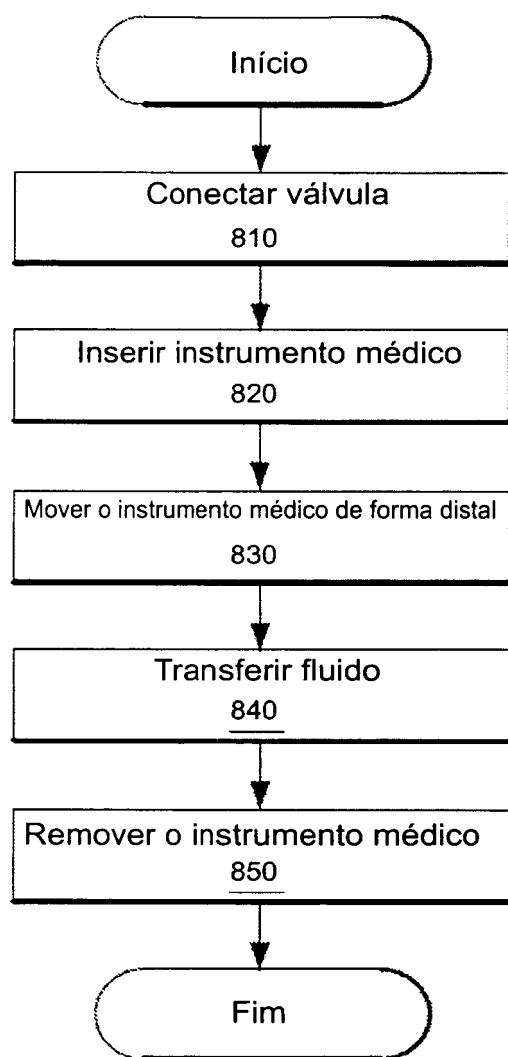 Início
Conectar válvula
810
Inserir instrumento médico
820
Mover o instrumento médico de forma distal
830
Transferir fluido
840
Remover o instrumento médico
850
Fim